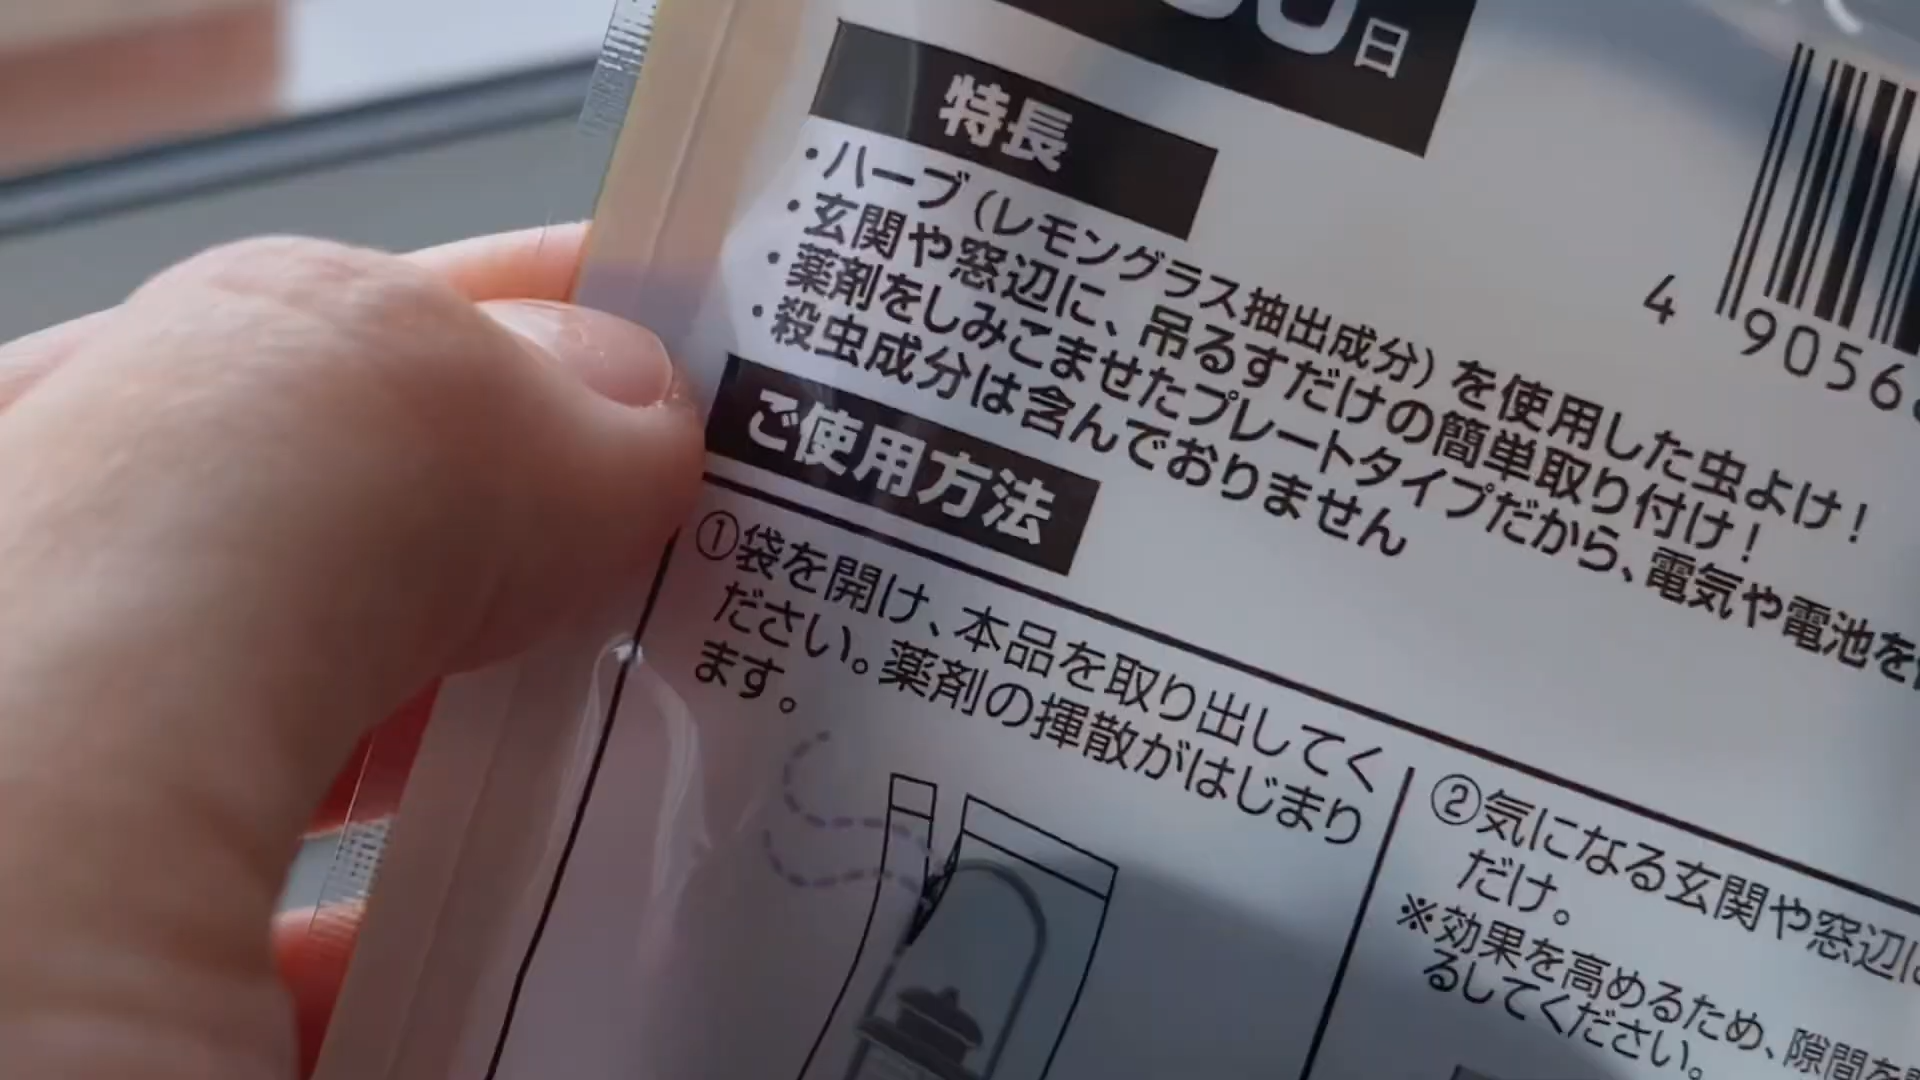 日
特長
・ハーブ（レモングラス抽出成分）を使用した虫よけ！
・玄関や窓辺に、吊るすだけの簡単取り付け！
・薬剤をしみこませたプレートタイプだから、電気や電池を
・殺虫成分は含んでおりません
4 9056
ご使用方法
①袋を開け、本品を取り出してく
ださい。薬剤の揮散がはじまり
ます。
②気になる玄関や窓辺に
だけ。
※効果を高めるため、隙間を
るしてください。